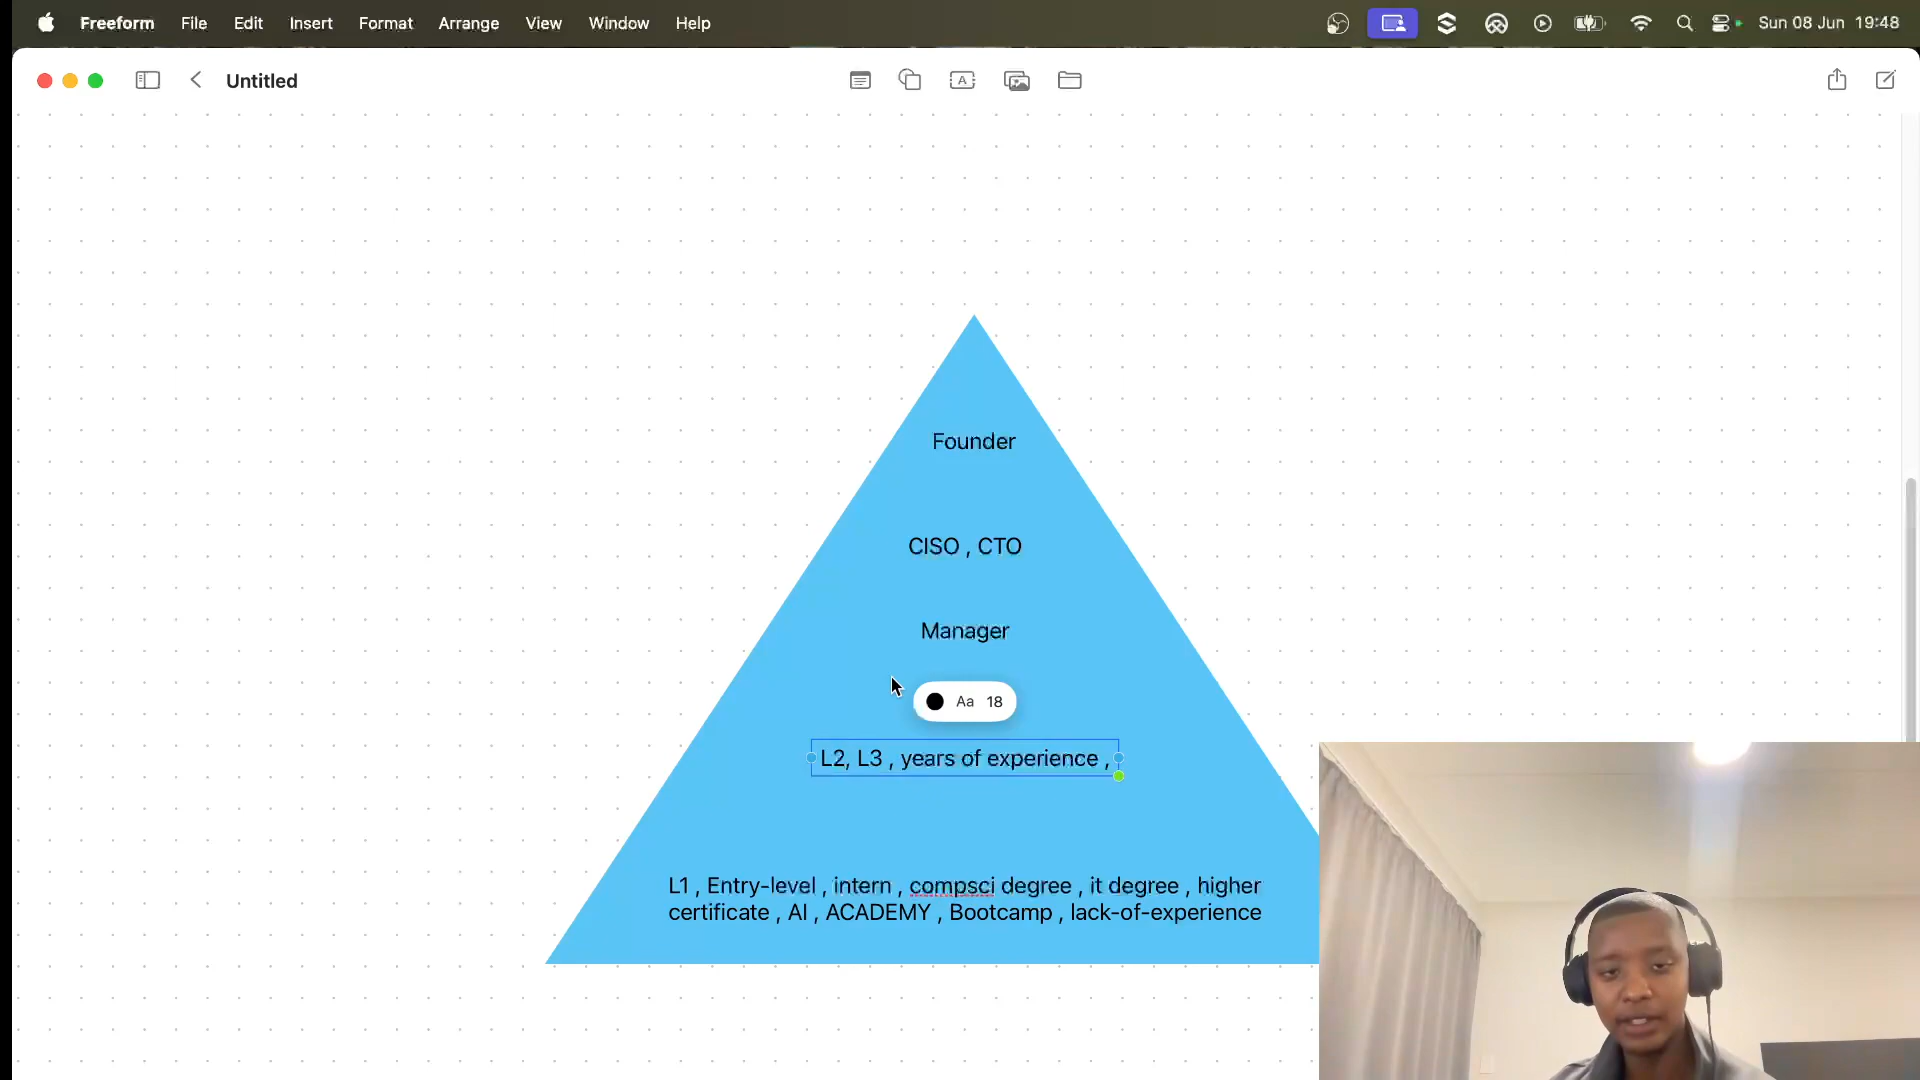 Freeform File Edit Insert Format Arrange View Window Help Sun 08 Jun 19:48
Untitled
A
Founder
CISO , CTO
Manager
Aa 18
L2, L3 , years of experience ,
L1 , Entry-level , intern , compsci degree , it degree , higher
certificate , AI , ACADEMY , Bootcamp , lack-of-experience